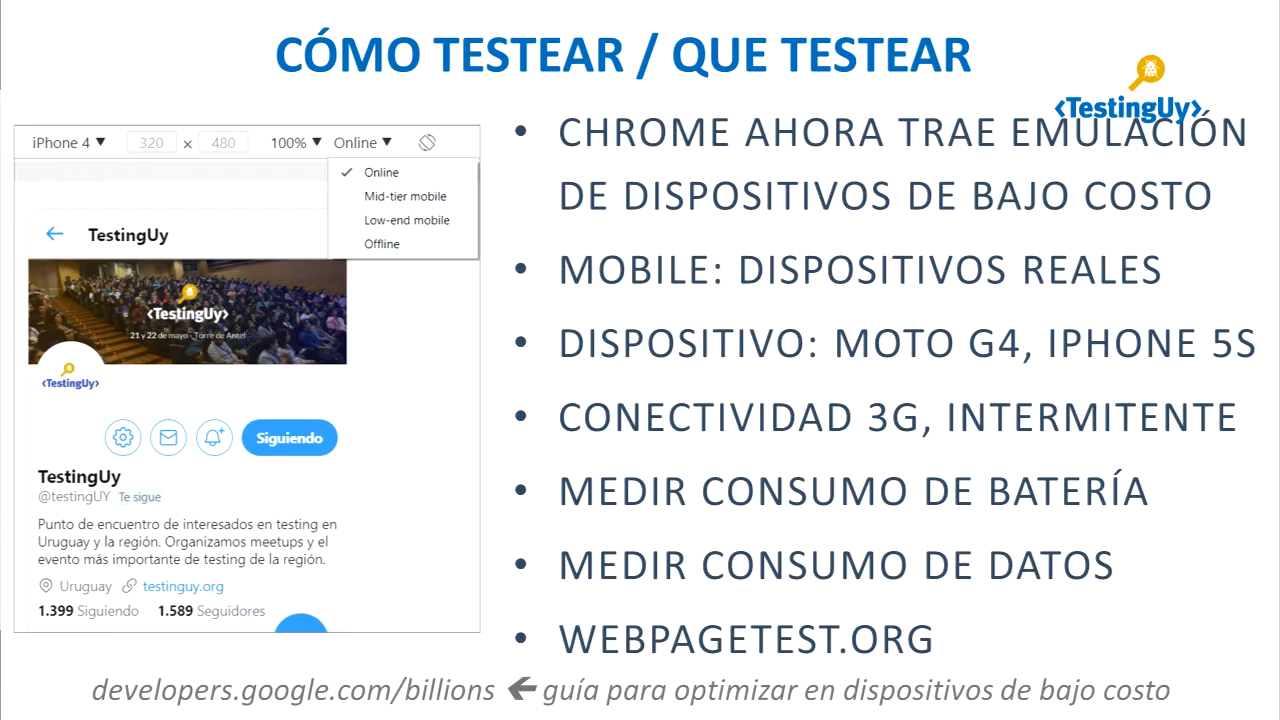 CÓMO TESTEAR / QUE TESTEAR
<TestingUy>
iPhone 4 ▼ 320 × 480 100% ▼ Online ▼
✓ Online
Mid-tier mobile
Low-end mobile
Offline
← TestingUy
<TestingUy>
21 y 22 de mayo - Torre de Antel
<TestingUy>
Siguiendo
TestingUy
@testingUY Te sigue
Punto de encuentro de interesados en testing en
Uruguay y la región. Organizamos meetups y el
evento más importante de testing de la región.
Uruguay testinguy.org
1.399 Siguiendo 1.589 Seguidores
• CHROME AHORA TRAE EMULACIÓN
DE DISPOSITIVOS DE BAJO COSTO
• MOBILE: DISPOSITIVOS REALES
• DISPOSITIVO: MOTO G4, IPHONE 5S
• CONECTIVIDAD 3G, INTERMITENTE
• MEDIR CONSUMO DE BATERÍA
• MEDIR CONSUMO DE DATOS
• WEBPAGETEST.ORG
developers.google.com/billions 🡸 guía para optimizar en dispositivos de bajo costo